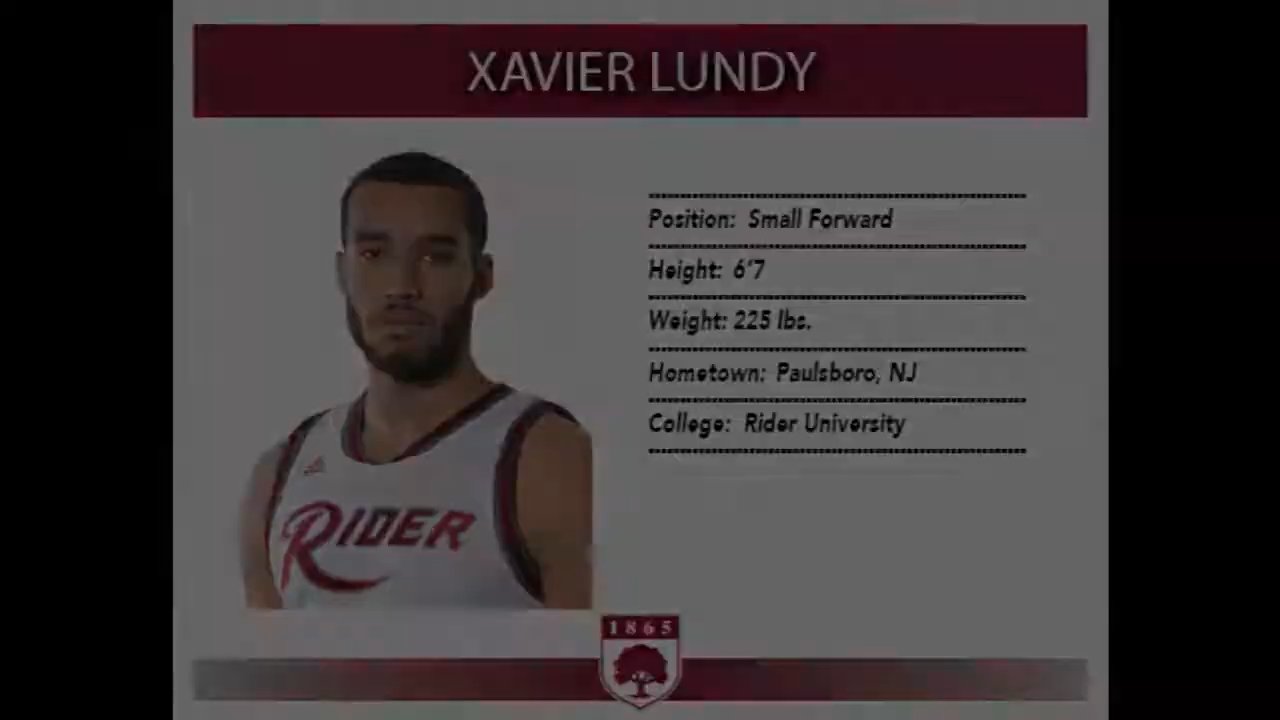 XAVIER LUNDY
Position: Small Forward
Height: 6'7
Weight: 225 lbs.
Hometown: Paulsboro, NJ
College: Rider University
RIDER
1865